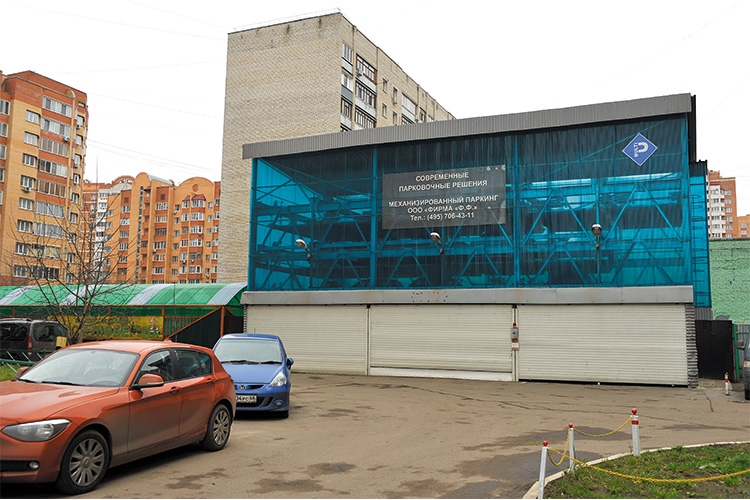 СОВРЕМЕННЫЕ
ПАРКОВОЧНЫЕ РЕШЕНИЯ
МЕХАНИЗИРОВАННЫЙ ПАРКИНГ
ООО «ФИРМА «Ф.Ф.»
Тел.: (495) 706-43-11